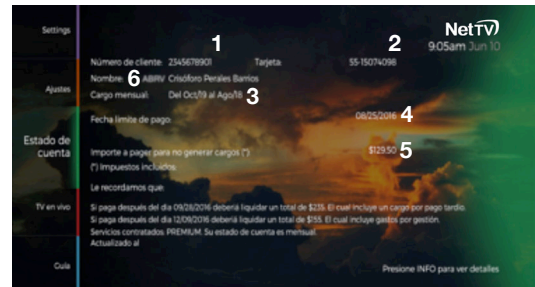 Settings
NetTV
9:05am Jun 10
1
2
Número de cliente: 2345678901 Tarjeta: 55-15074098
Nombre: 6 ABIRV Crisóforo Perales Barrios
Ajustes
Cargo mensual: Del Oct/19 al Ago/18 3
Fecha límite de pago: 08/25/2016 4
Estado de
cuenta
Importe a pager para no generar cargos (*): $129.50 5
(*) Impuestos incluidos.
Le recordamos que:
TV en vivo
Si paga después del día 09/28/2016 deberá liquidar un total de $235. El cual incluye un cargo por pago tardío.
Si paga después del día 12/09/2016 deberá liquidar un total de $155. El cual incluye gastos por gestión.
Servicios contratados: PREMIUM. Su estado de cuenta es mensual.
Actualizado al
Guía
Presione INFO para ver detalles